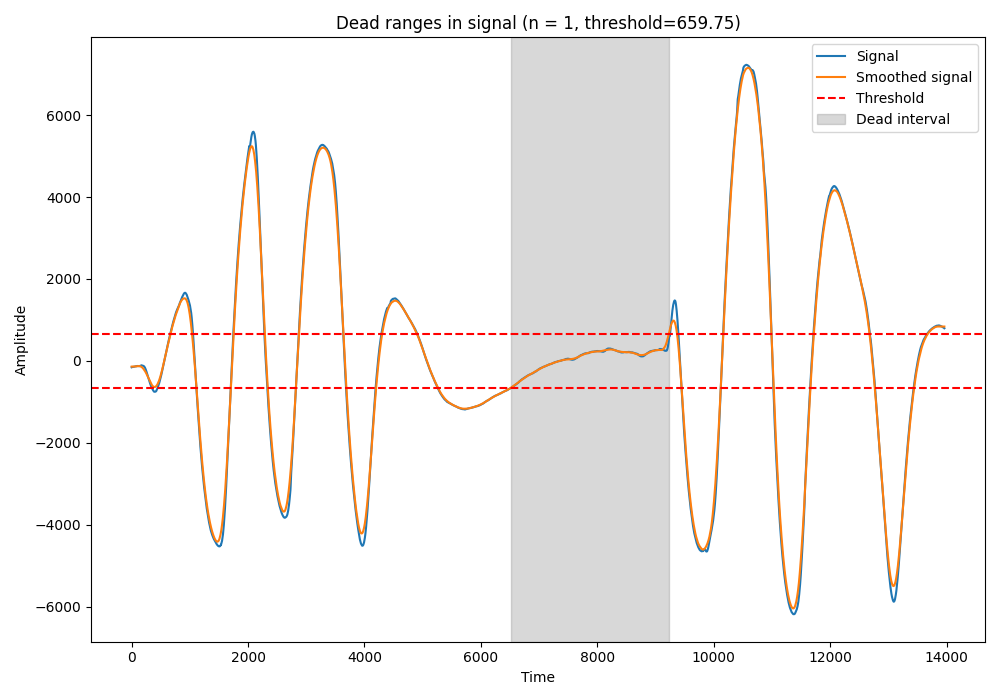 Dead ranges in signal (n = 1, threshold=659.75)
Signal
Smoothed signal
Threshold
Dead interval
Amplitude
6000
4000
2000
0
−2000
−4000
−6000
0 2000 4000 6000 8000 10000 12000 14000
Time